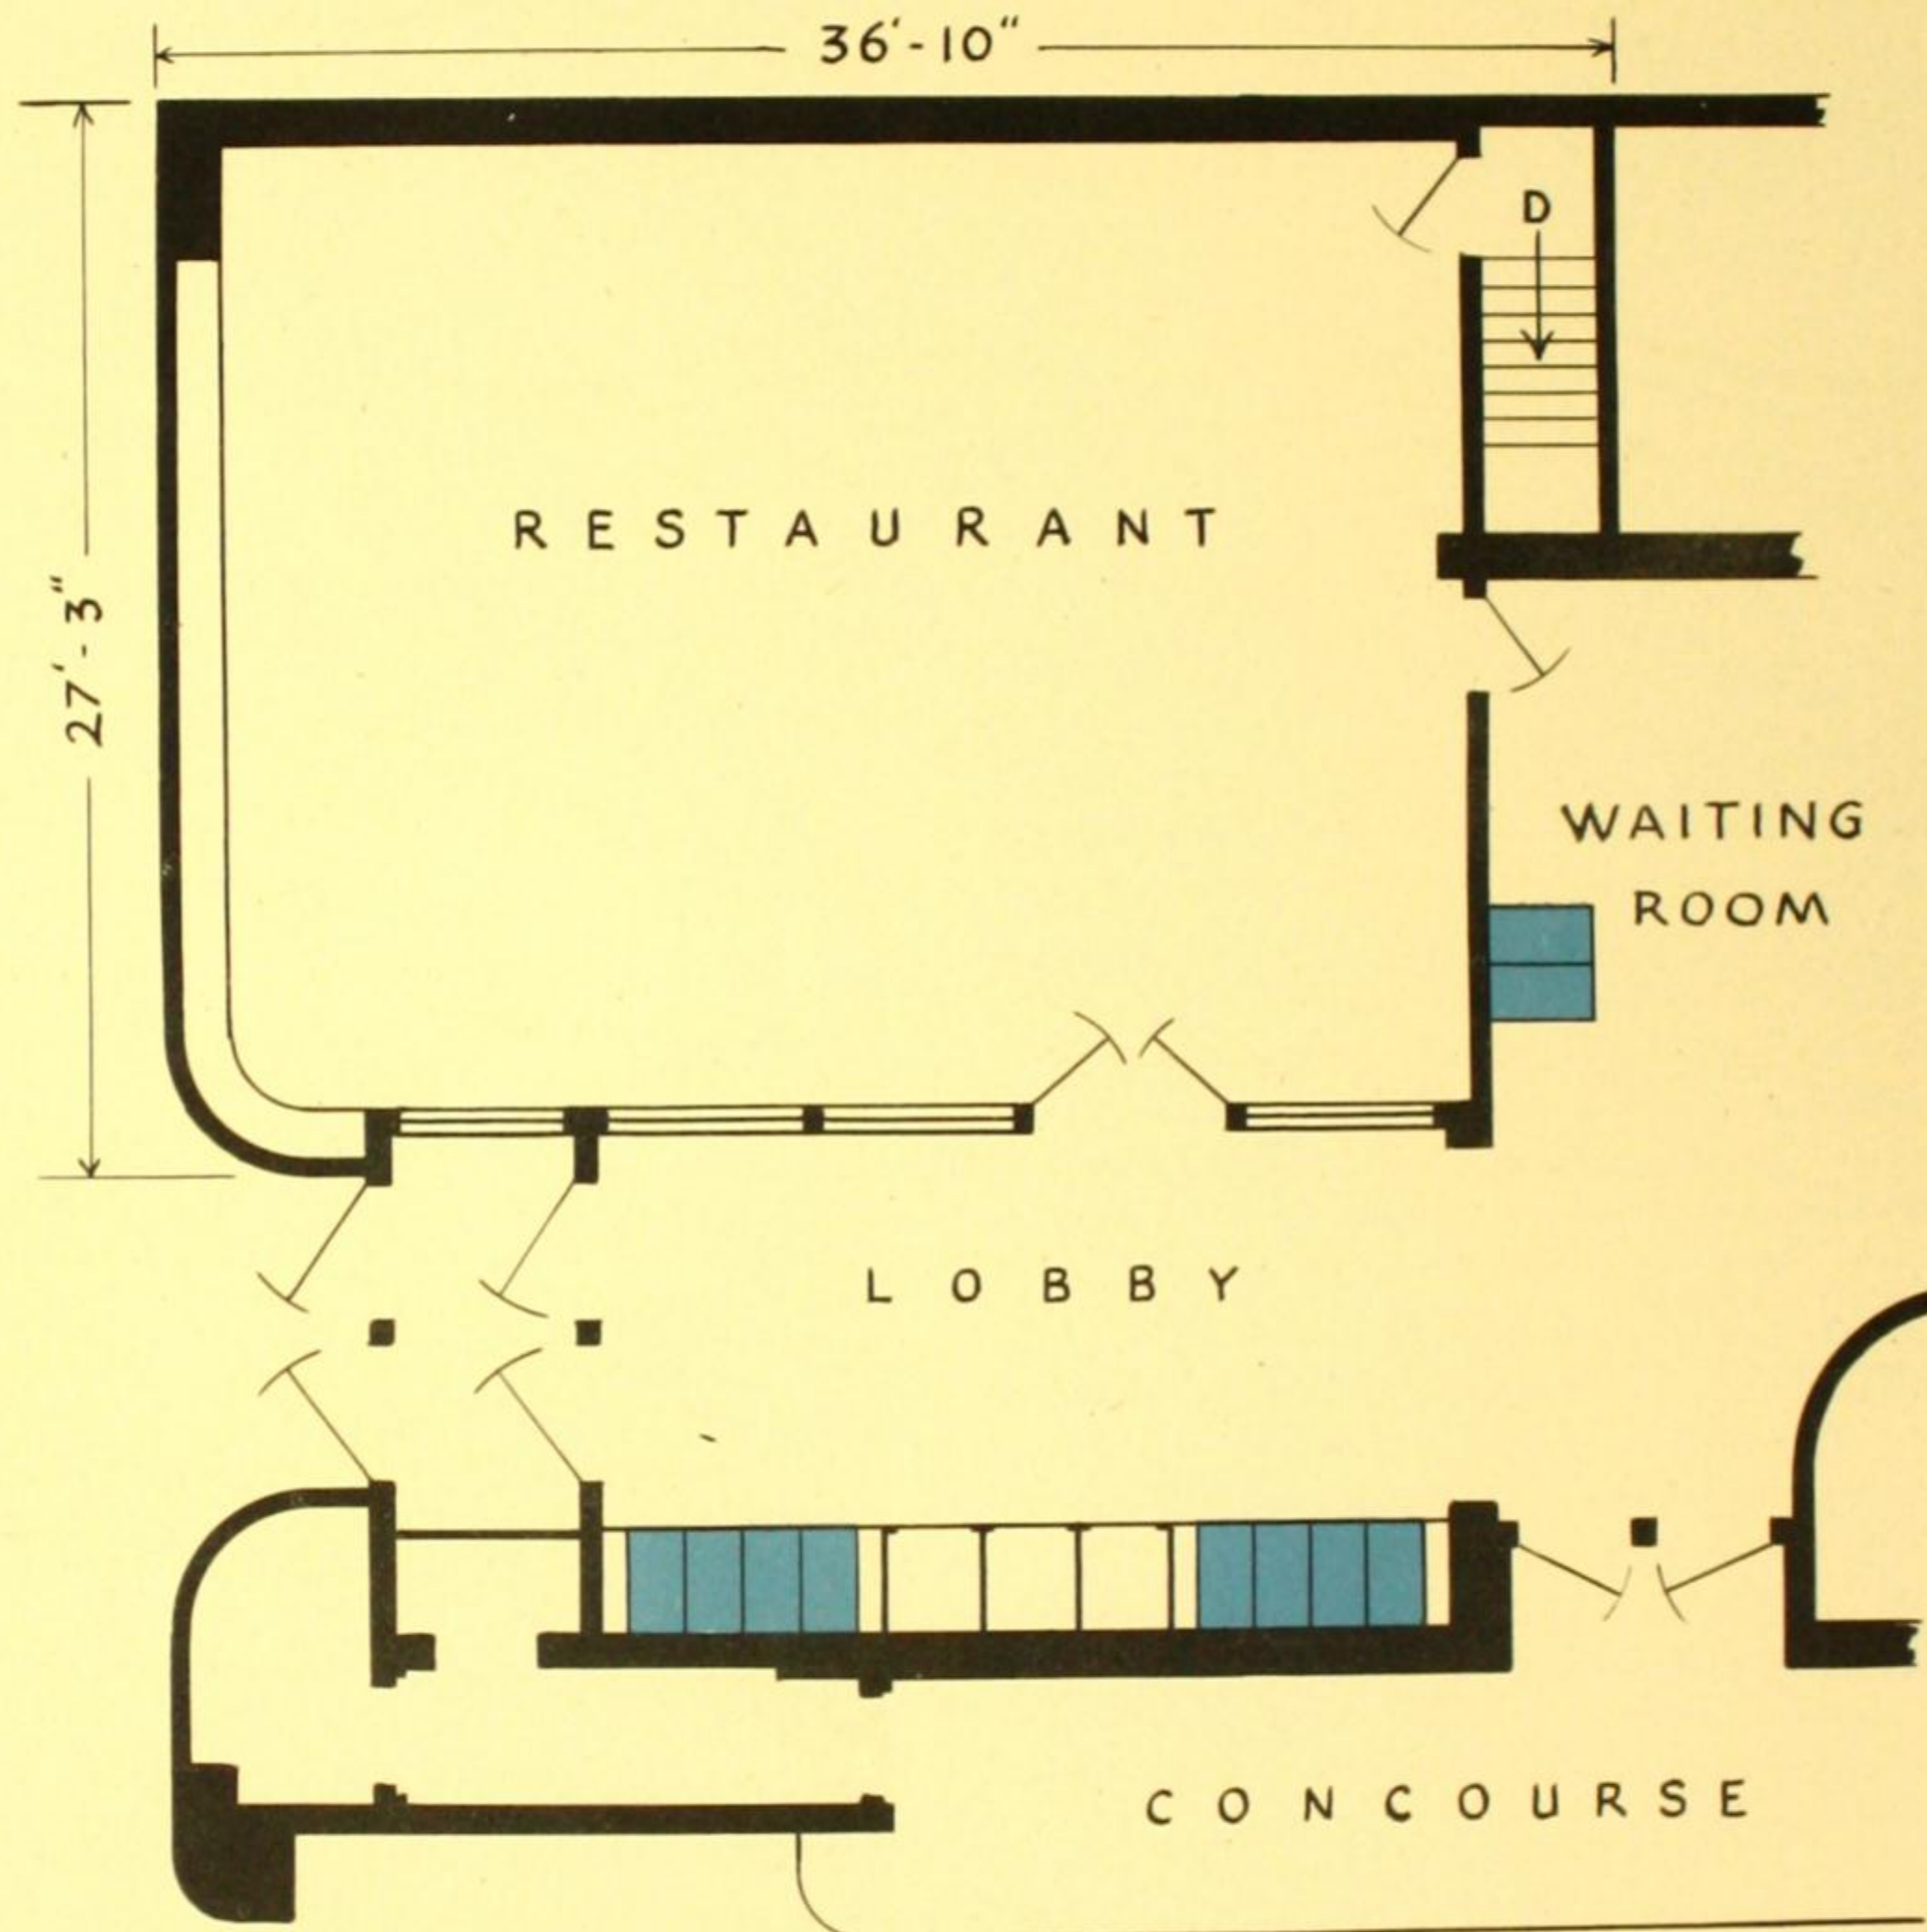 36'-10"
D
RESTAURANT
27'-3"
WAITING
ROOM
LOBBY
CONCOURSE